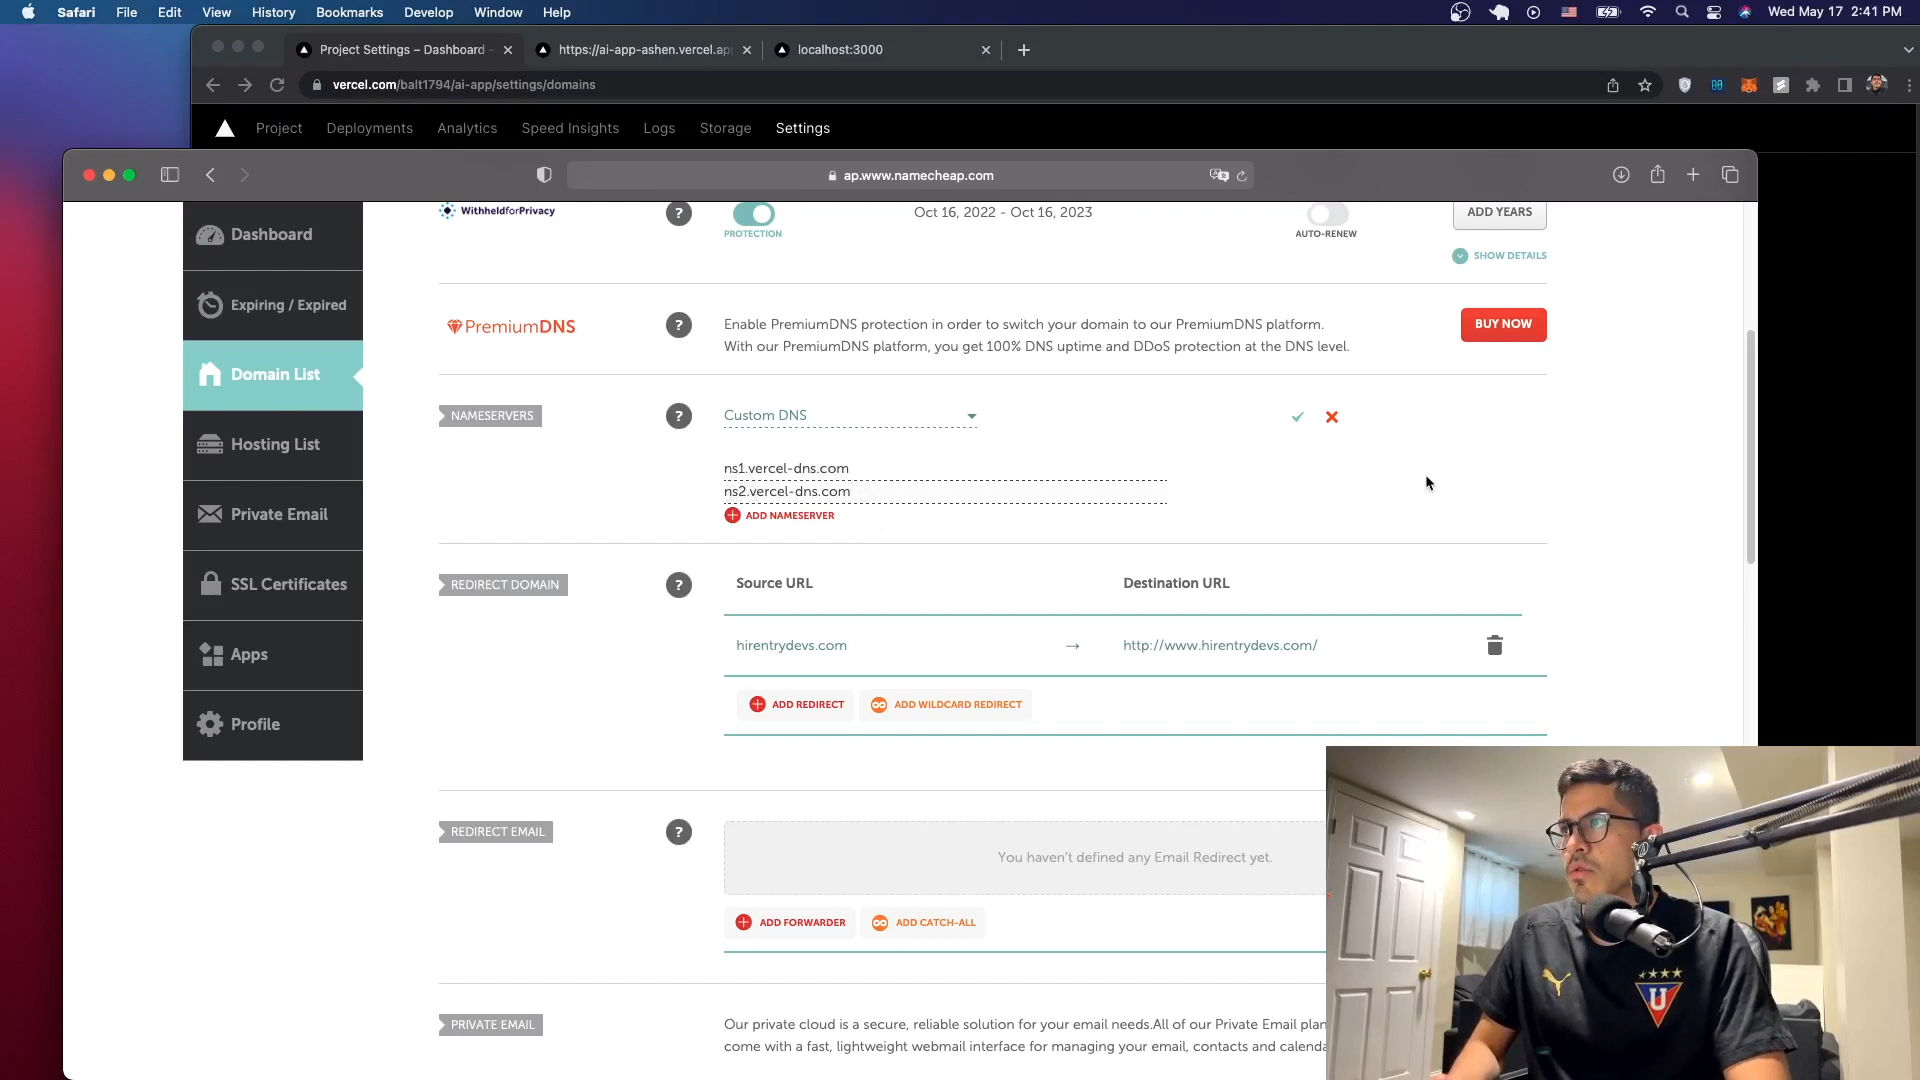 Safari File Edit View History Bookmarks Develop Window Help Wed May 17 2:41 PM
Project Settings – Dashboard – https://ai-app-ashen.vercel.ap localhost:3000
vercel.com/balt1794/ai-app/settings/domains
Project Deployments Analytics Speed Insights Logs Storage Settings
ap.www.namecheap.com
Dashboard
Expiring / Expired
Domain List
Hosting List
Private Email
SSL Certificates
Apps
Profile
WithheldforPrivacy ? Oct 16, 2022 - Oct 16, 2023 ADD YEARS
PROTECTION AUTO-RENEW
SHOW DETAILS
PremiumDNS ? Enable PremiumDNS protection in order to switch your domain to our PremiumDNS platform. BUY NOW
With our PremiumDNS platform, you get 100% DNS uptime and DDoS protection at the DNS level.
NAMESERVERS ? Custom DNS
ns1.vercel-dns.com
ns2.vercel-dns.com
ADD NAMESERVER
REDIRECT DOMAIN ? Source URL Destination URL
hirentrydevs.com → http://www.hirentrydevs.com/
ADD REDIRECT ADD WILDCARD REDIRECT
REDIRECT EMAIL ?
You haven't defined any Email Redirect yet.
ADD FORWARDER ADD CATCH-ALL
PRIVATE EMAIL Our private cloud is a secure, reliable solution for your email needs.All of our Private Email plan
come with a fast, lightweight webmail interface for managing your email, contacts and calenda
U